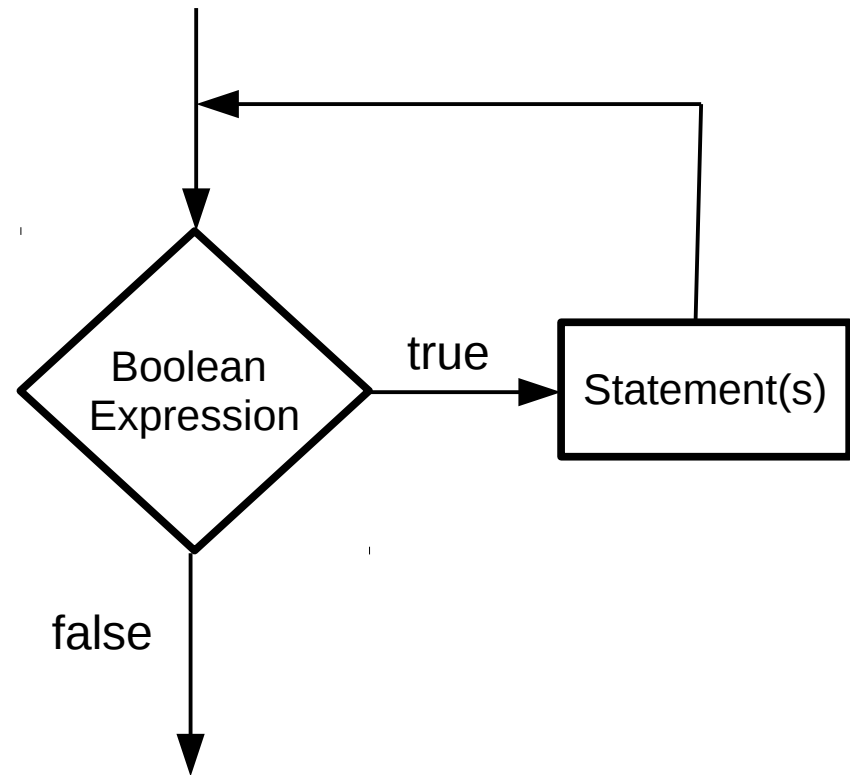 Boolean
Expression
true
Statement(s)
false